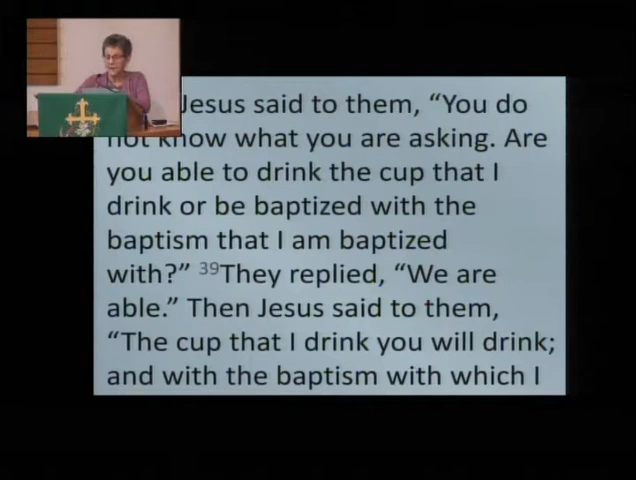 Jesus said to them, “You do
not know what you are asking. Are
you able to drink the cup that I
drink or be baptized with the
baptism that I am baptized
with?” 39They replied, “We are
able.” Then Jesus said to them,
“The cup that I drink you will drink;
and with the baptism with which I